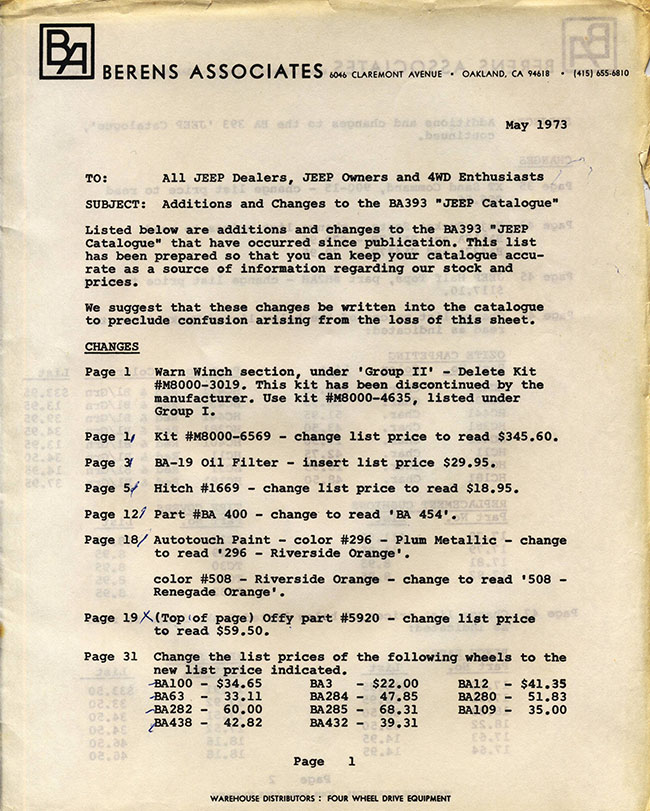 BA BERENS ASSOCIATES 6046 CLAREMONT AVENUE • OAKLAND, CA 94618 • (415) 655-6810
May 1973
TO: All JEEP Dealers, JEEP Owners and 4WD Enthusiasts
SUBJECT: Additions and Changes to the BA393 "JEEP Catalogue"
Listed below are additions and changes to the BA393 "JEEP
Catalogue" that have occurred since publication. This list
has been prepared so that you can keep your catalogue accu-
rate as a source of information regarding our stock and
prices.
We suggest that these changes be written into the catalogue
to preclude confusion arising from the loss of this sheet.
CHANGES
Page 1 Warn Winch section, under 'Group II' - Delete Kit
#M8000-3019. This kit has been discontinued by the
manufacturer. Use kit #M8000-4635, listed under
Group I.
Page 1, Kit #M8000-6569 - change list price to read $345.60.
Page 3 BA-19 Oil Filter - insert list price $29.95.
Page 5 Hitch #1669 - change list price to read $18.95.
Page 12 Part #BA 400 - change to read 'BA 454'.
Page 18 Autotouch Paint - color #296 - Plum Metallic - change
to read '296 - Riverside Orange'.
color #508 - Riverside Orange - change to read '508 -
Renegade Orange'.
Page 19 (Top of page) Offy part #5920 - change list price
to read $59.50.
Page 31 Change the list prices of the following wheels to the
new list price indicated.
BA100 - $34.65 BA3 - $22.00 BA12 - $41.35
BA63 - 33.11 BA284 - 47.85 BA280 - 51.83
BA282 - 60.00 BA285 - 68.31 BA109 - 35.00
BA438 - 42.82 BA432 - 39.31
Page 1
WAREHOUSE DISTRIBUTORS : FOUR WHEEL DRIVE EQUIPMENT